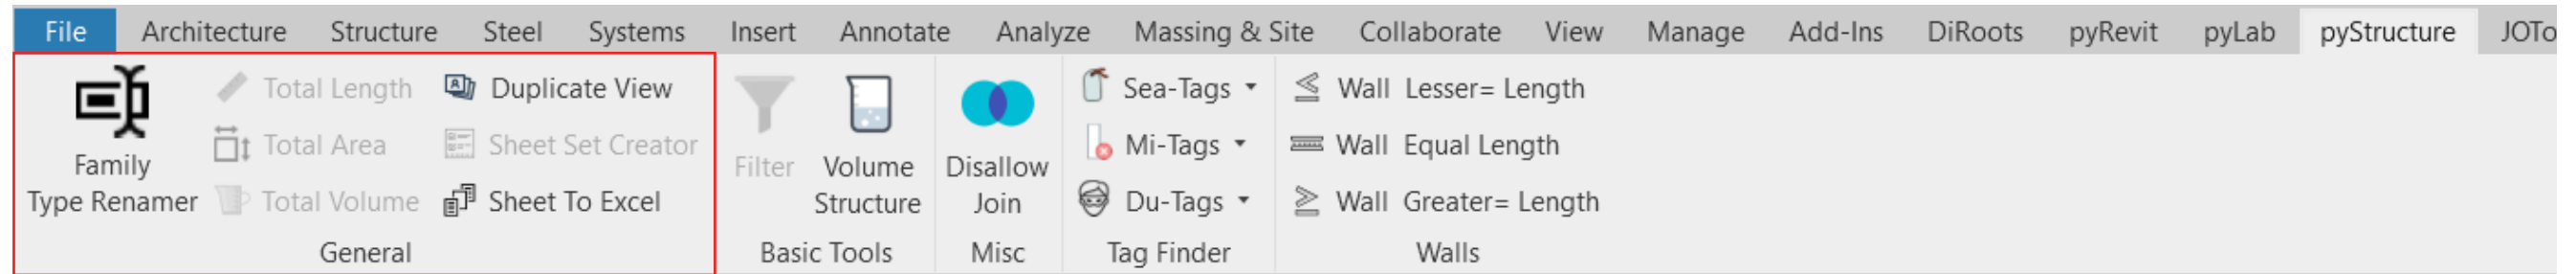 File Architecture Structure Steel Systems Insert Annotate Analyze Massing & Site Collaborate View Manage Add-Ins DiRoots pyRevit pyLab pyStructure JOTo
Family
Type Renamer
Total Length
Total Area
Total Volume
Duplicate View
Sheet Set Creator
Sheet To Excel
General
Filter
Volume
Structure
Basic Tools
Disallow
Join
Misc
Sea-Tags
Mi-Tags
Du-Tags
Tag Finder
Wall Lesser= Length
Wall Equal Length
Wall Greater= Length
Walls